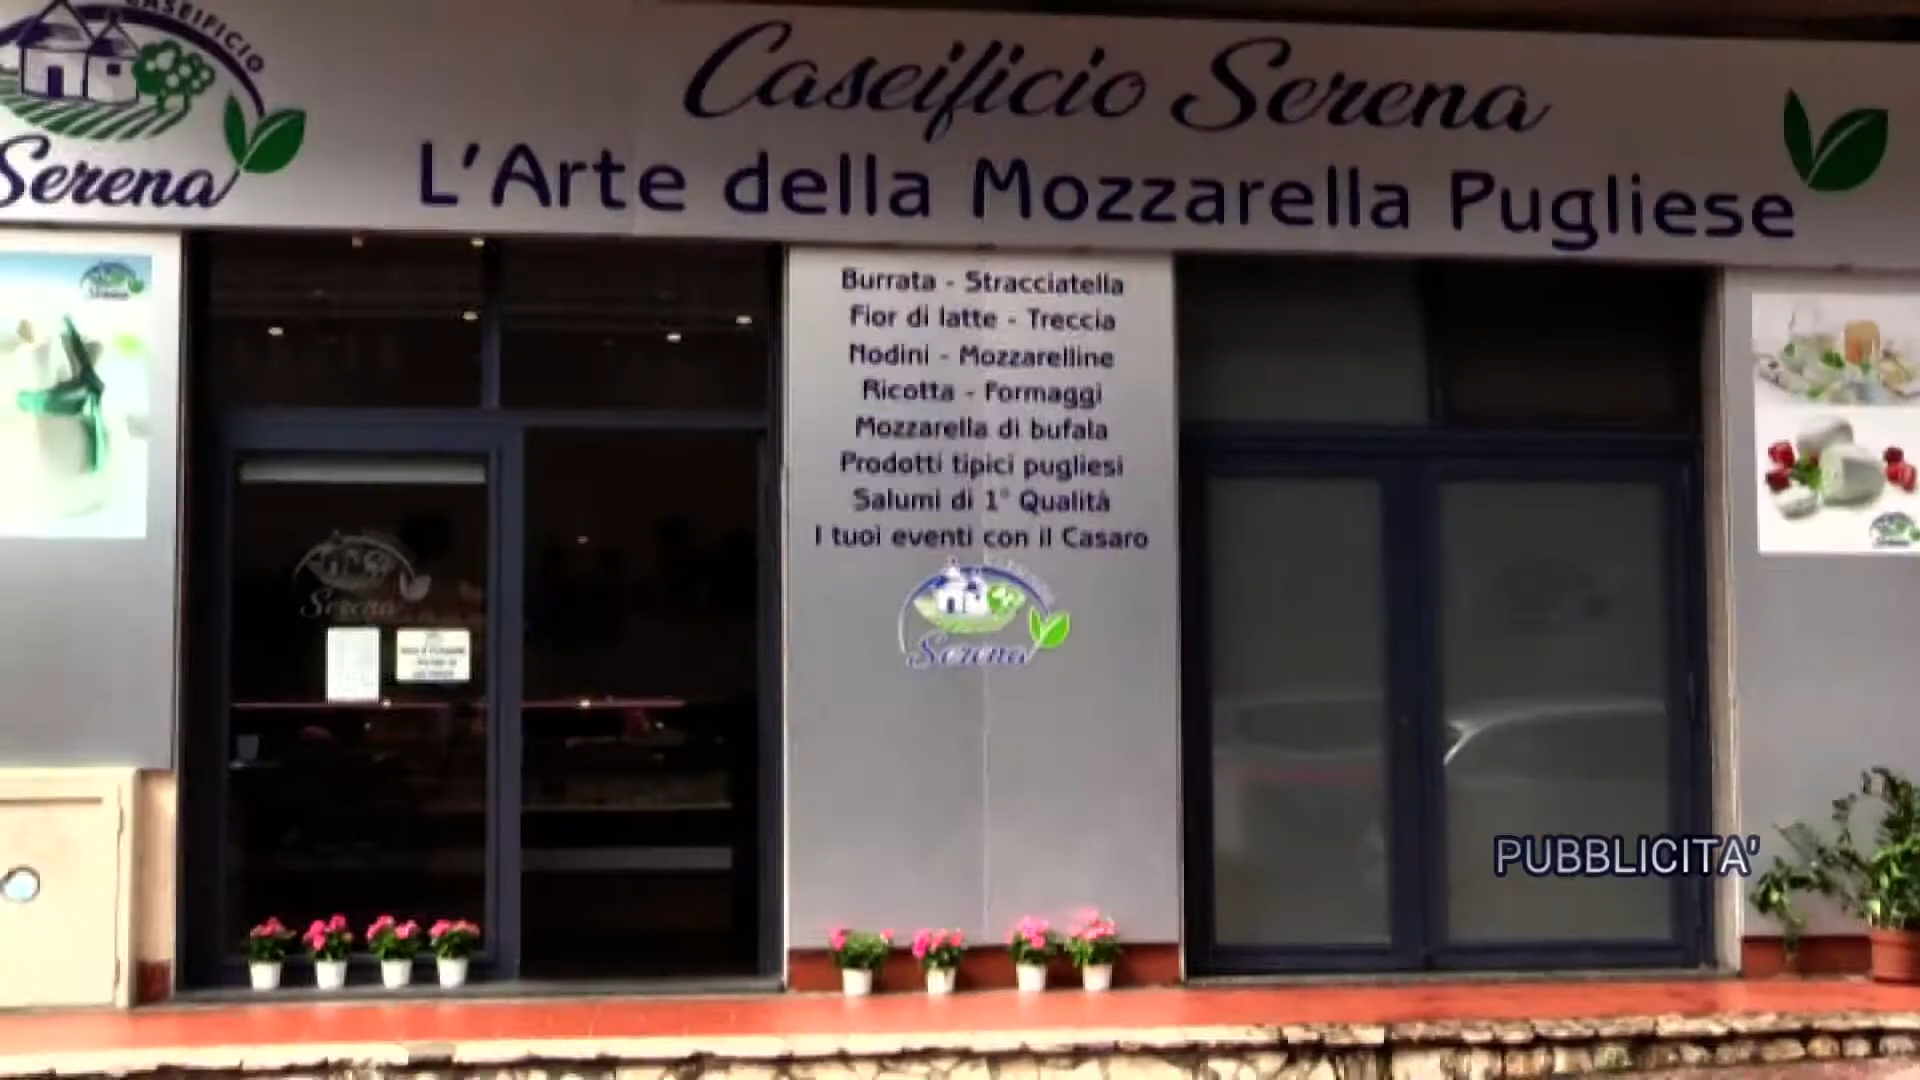 CASEIFICIO
Serena
Caseificio Serena
L'Arte della Mozzarella Pugliese
Burrata - Stracciatella
Fior di latte - Treccia
Nodini - Mozzarelline
Ricotta - Formaggi
Mozzarella di bufala
Prodotti tipici pugliesi
Salumi di 1° Qualità
I tuoi eventi con il Casaro
Serena
Serena
PUBBLICITA'